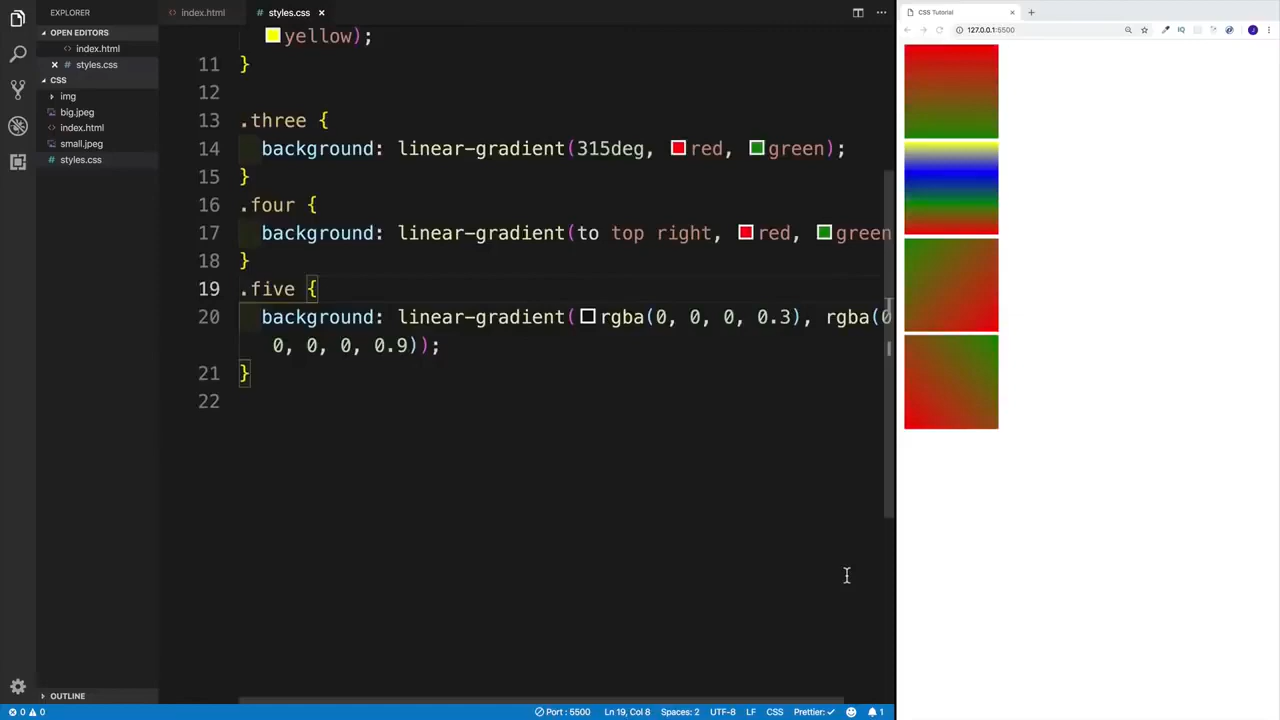 EXPLORER
OPEN EDITORS
index.html
styles.css
CSS
img
big.jpeg
index.html
small.jpeg
styles.css
OUTLINE
index.html
styles.css
yellow);
11 }
12
13 .three {
14 background: linear-gradient(315deg, red, green);
15 }
16 .four {
17 background: linear-gradient(to top right, red, green
18 }
19 .five {
20 background: linear-gradient(rgba(0, 0, 0, 0.3), rgba(0
0, 0, 0, 0.9));
21 }
22
0 0
Port : 5500
Ln 19, Col 8
Spaces: 2
UTF-8
LF
CSS
Prettier: ✓
1
CSS Tutorial
127.0.0.1:5500
IQ
J